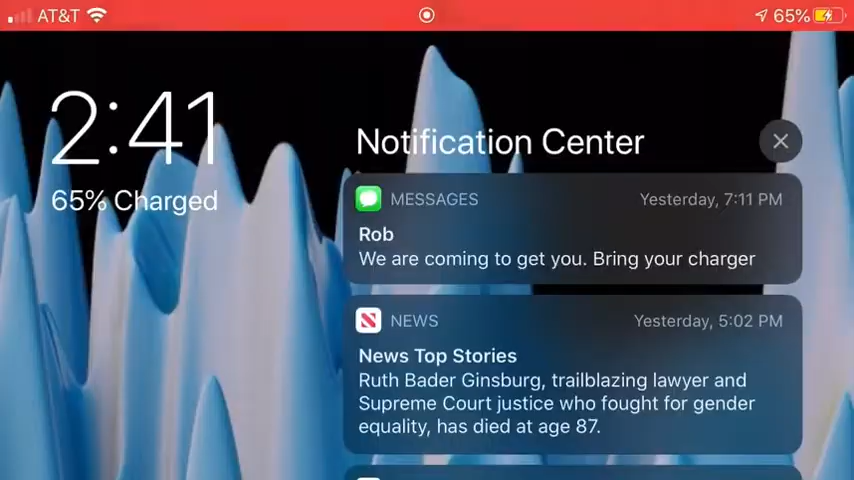 AT&T 65%
2:41
65% Charged
Notification Center
MESSAGES Yesterday, 7:11 PM
Rob
We are coming to get you. Bring your charger
NEWS Yesterday, 5:02 PM
News Top Stories
Ruth Bader Ginsburg, trailblazing lawyer and
Supreme Court justice who fought for gender
equality, has died at age 87.